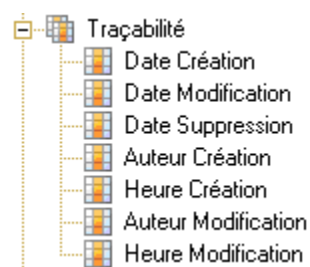 Traçabilité
Date Création
Date Modification
Date Suppression
Auteur Création
Heure Création
Auteur Modification
Heure Modification